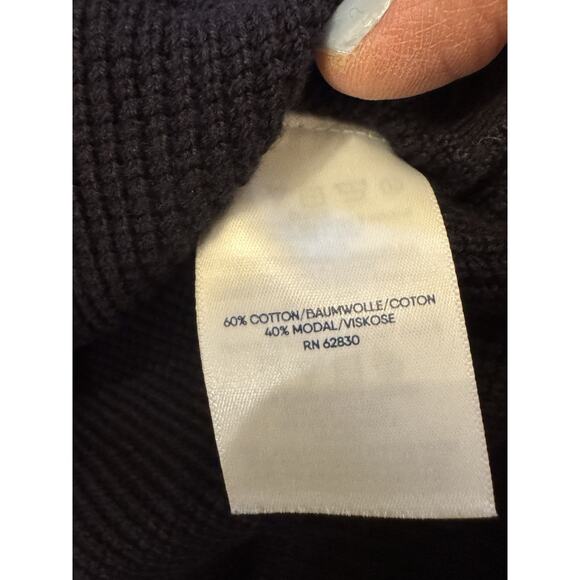 60% COTTON/BAUMWOLLE/COTON
40% MODAL/VISKOSE
RN 62830